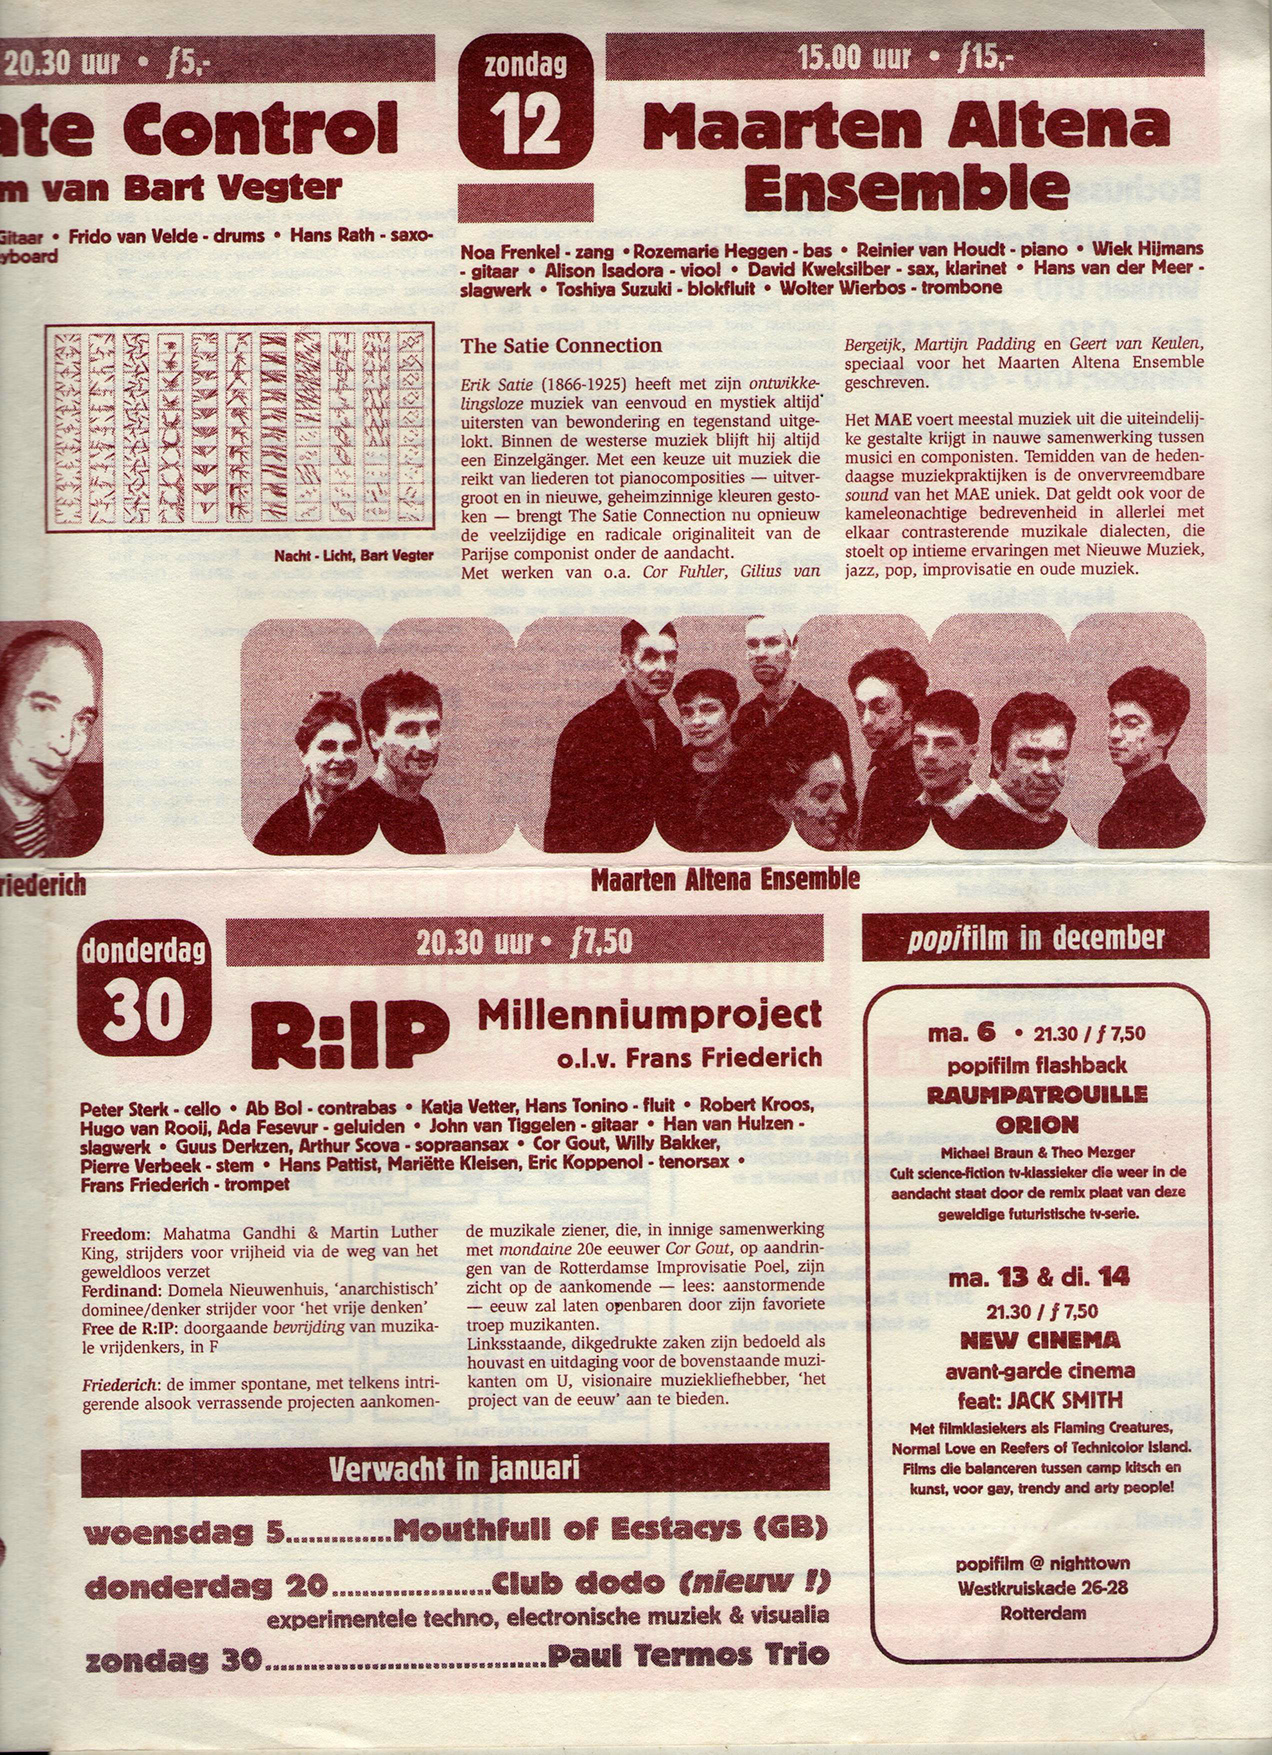 20.30 uur • ƒ5,-
ate Control
m van Bart Vegter
Gitaar • Frido van Velde - drums • Hans Rath - saxo-
yboard
Nacht - Licht, Bart Vegter
zondag
12
15.00 uur • ƒ15,-
Maarten Altena
Ensemble
Noa Frenkel - zang • Rozemarie Heggen - bas • Reinier van Houdt - piano • Wiek Hijmans
- gitaar • Alison Isadora - viool • David Kweksilber - sax, klarinet • Hans van der Meer -
slagwerk • Toshiya Suzuki - blokfluit • Wolter Wierbos - trombone
The Satie Connection
Erik Satie (1866-1925) heeft met zijn ontwikke-
lingsloze muziek van eenvoud en mystiek altijd
uitersten van bewondering en tegenstand uitge-
lokt. Binnen de westerse muziek blijft hij altijd
een Einzelgänger. Met een keuze uit muziek die
reikt van liederen tot pianocomposities — uitver-
groot en in nieuwe, geheimzinnige kleuren gesto-
ken — brengt The Satie Connection nu opnieuw
de veelzijdige en radicale originaliteit van de
Parijse componist onder de aandacht.
Met werken van o.a. Cor Fuhler, Gilius van
Bergeijk, Martijn Padding en Geert van Keulen,
speciaal voor het Maarten Altena Ensemble
geschreven.
Het MAE voert meestal muziek uit die uiteindelij-
ke gestalte krijgt in nauwe samenwerking tussen
musici en componisten. Temidden van de heden-
daagse muziekpraktijken is de onvervreemdbare
sound van het MAE uniek. Dat geldt ook voor de
kameleonachtige bedrevenheid in allerlei met
elkaar contrasterende muzikale dialecten, die
stoelt op intieme ervaringen met Nieuwe Muziek,
jazz, pop, improvisatie en oude muziek.
riederich
Maarten Altena Ensemble
donderdag
30
20.30 uur • ƒ7,50
R:IP Millenniumproject
o.l.v. Frans Friederich
Peter Sterk - cello • Ab Bol - contrabas • Katja Vetter, Hans Tonino - fluit • Robert Kroos,
Hugo van Rooij, Ada Fesevur - geluiden • John van Tiggelen - gitaar • Han van Hulzen -
slagwerk • Guus Derkzen, Arthur Scova - sopraansax • Cor Gout, Willy Bakker,
Pierre Verbeek - stem • Hans Pattist, Mariëtte Kleisen, Eric Koppenol - tenorsax •
Frans Friederich - trompet
Freedom: Mahatma Gandhi & Martin Luther
King, strijders voor vrijheid via de weg van het
geweldloos verzet
Ferdinand: Domela Nieuwenhuis, ‘anarchistisch’
dominee/denker strijder voor ‘het vrije denken’
Free de R:IP: doorgaande bevrijding van muzika-
le vrijdenkers, in F
Friederich: de immer spontane, met telkens intri-
gerende alsook verrassende projecten aankomen-
de muzikale ziener, die, in innige samenwerking
met mondaine 20e eeuwer Cor Gout, op aandrin-
gen van de Rotterdamse Improvisatie Poel, zijn
zicht op de aankomende — lees: aanstormende
— eeuw zal laten openbaren door zijn favoriete
troep muzikanten.
Linksstaande, dikgedrukte zaken zijn bedoeld als
houvast en uitdaging voor de bovenstaande muzi-
kanten om U, visionaire muziekliefhebber, ‘het
project van de eeuw’ aan te bieden.
Verwacht in januari
woensdag 5.............Mouthfull of Ecstacys (GB)
donderdag 20....................Club dodo (nieuw !)
experimentele techno, electronische muziek & visualia
zondag 30...................................Paul Termos Trio
popifilm in december
ma. 6 • 21.30 / ƒ 7,50
popifilm flashback
RAUMPATROUILLE
ORION
Michael Braun & Theo Mezger
Cult science-fiction tv-klassieker die weer in de
aandacht staat door de remix plaat van deze
geweldige futuristische tv-serie.
ma. 13 & di. 14
21.30 / ƒ 7,50
NEW CINEMA
avant-garde cinema
feat: JACK SMITH
Met filmklasiekers als Flaming Creatures,
Normal Love en Reefers of Technicolor Island.
Films die balanceren tussen camp kitsch en
kunst, voor gay, trendy and arty people!
popifilm @ nighttown
Westkruiskade 26-28
Rotterdam